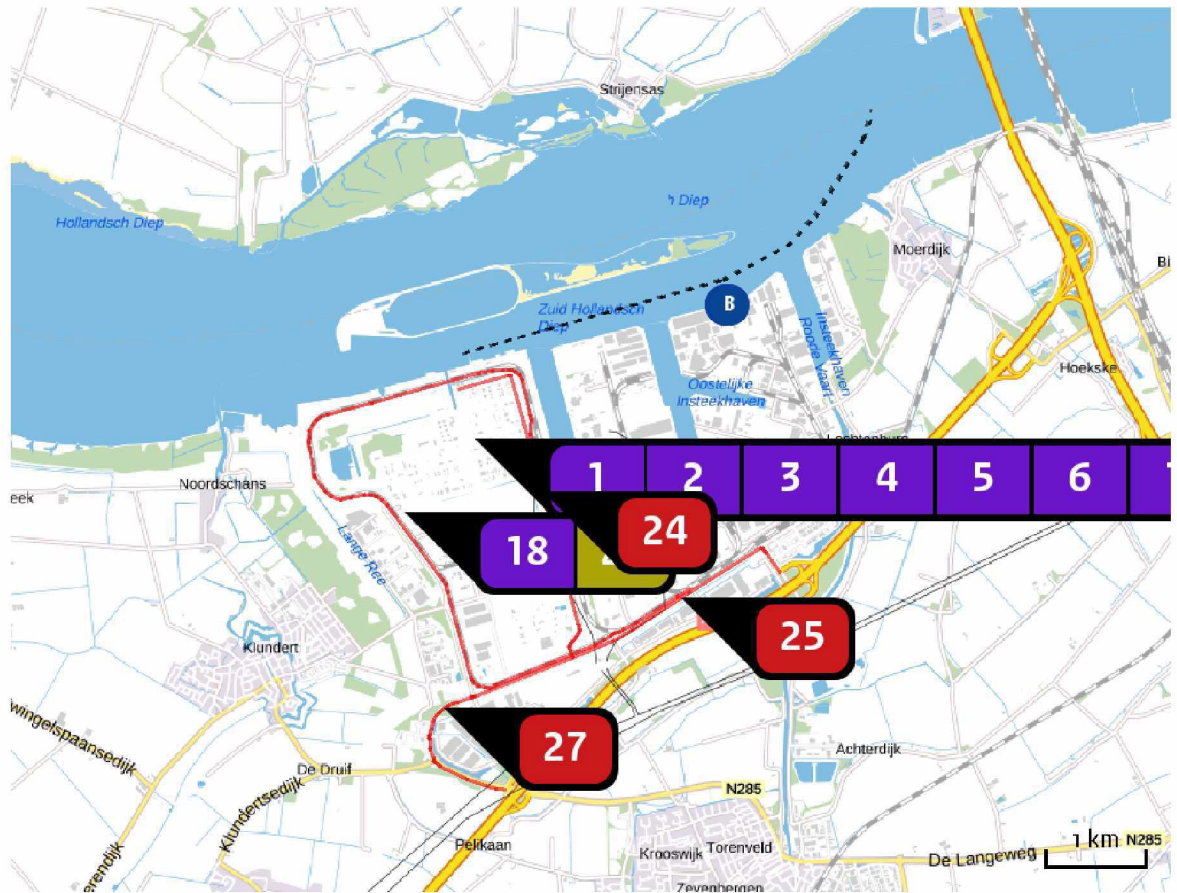 Strijensas
Hollandsch Diep
h Diep
Moerdijk
B
Zuid Hollandsch
Diep
Insteekhaven
Roode Vaart
Hoekske
Oostelijke
Insteekhaven
1 2 3 4 5 6
Noordschans
eek
18
24
Lange Ree
25
Klundert
27
Achterdijk
De Druif
N285
Klundertsedijk
Pelikaan
Krooswijk
Torenveld
De Langeweg
1 km
N285
Zevenbergen